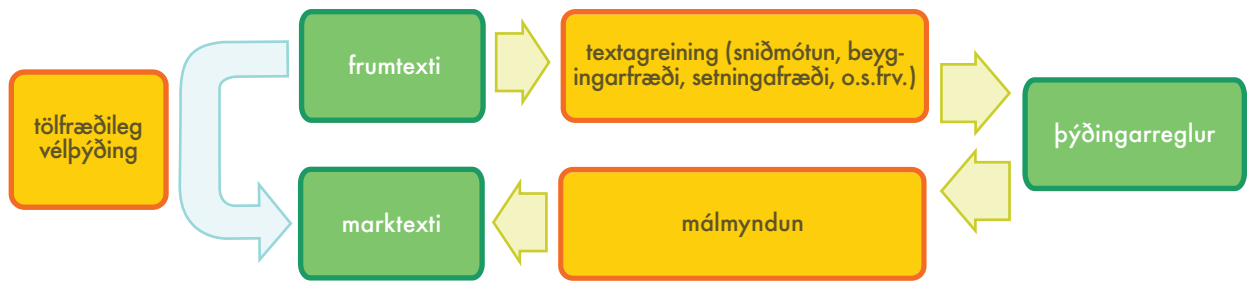 frumtexti
textagreining (sniðmótun, beyg-
ingarfræði, setningafræði, o.s.frv.)
tölfræðileg
vélþýðing
þýðingarreglur
marktexti
málmyndun